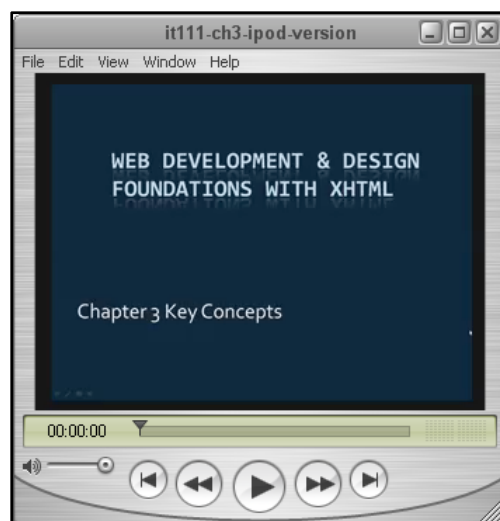 it111-ch3-ipod-version
File Edit View Window Help
WEB DEVELOPMENT & DESIGN
FOUNDATIONS WITH XHTML
Chapter 3 Key Concepts
00:00:00